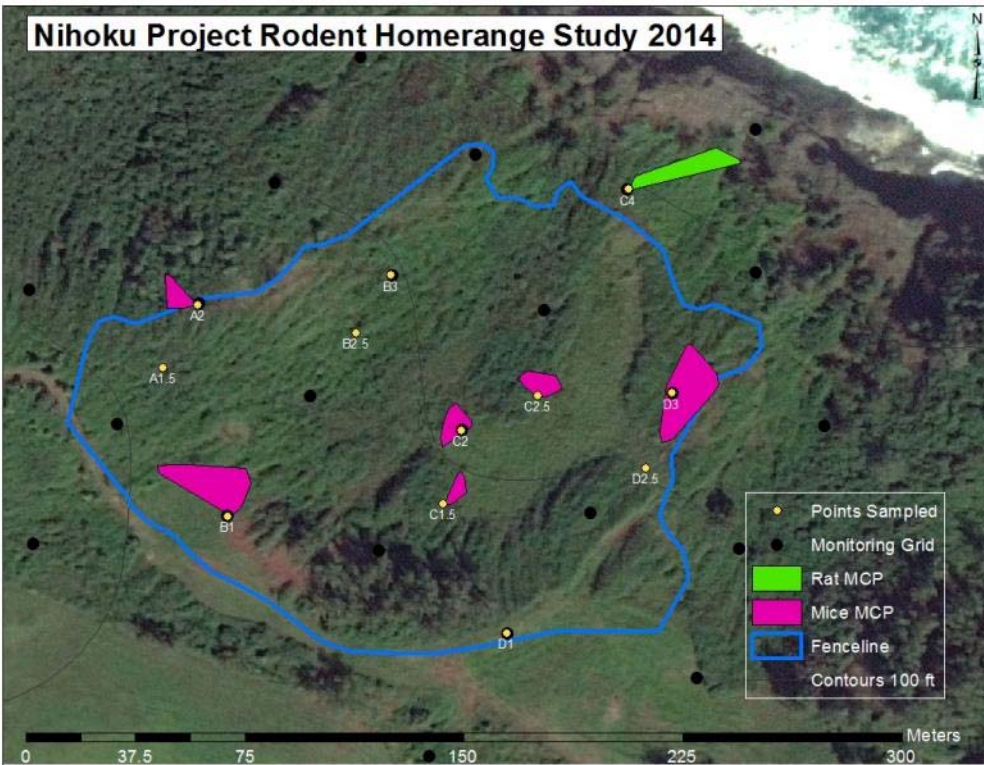 Nihoku Project Rodent Homerange Study 2014
N
C4
B3
A2
B2.5
A1.5
C2.5
D3
C2
D2.5
C1.5
B1
D1
Points Sampled
Monitoring Grid
Rat MCP
Mice MCP
Fenceline
Contours 100 ft
Meters
0 37.5 75 150 225 300